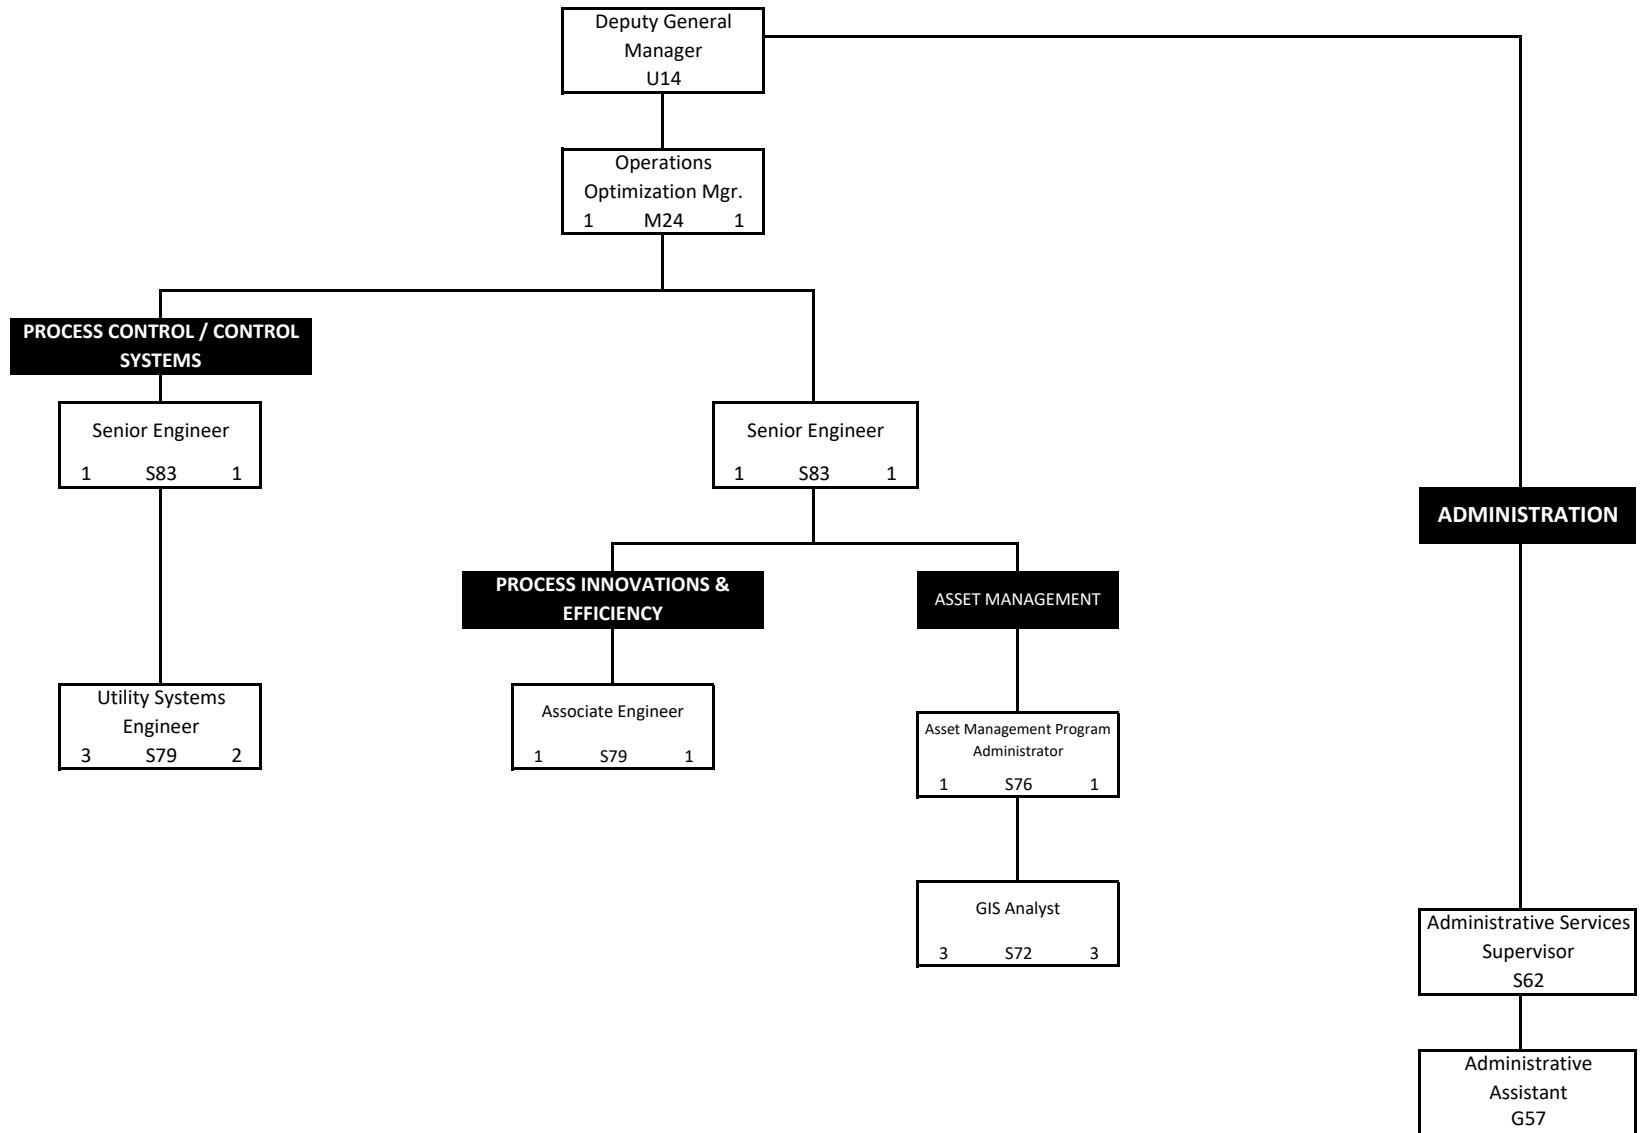 Deputy General
Manager
U14
Operations
Optimization Mgr.
1 M24 1
PROCESS CONTROL / CONTROL
SYSTEMS
Senior Engineer
1 S83 1
Senior Engineer
1 S83 1
ADMINISTRATION
PROCESS INNOVATIONS &
EFFICIENCY
ASSET MANAGEMENT
Utility Systems
Engineer
3 S79 2
Associate Engineer
1 S79 1
Asset Management Program
Administrator
1 S76 1
GIS Analyst
3 S72 3
Administrative Services
Supervisor
S62
Administrative
Assistant
G57